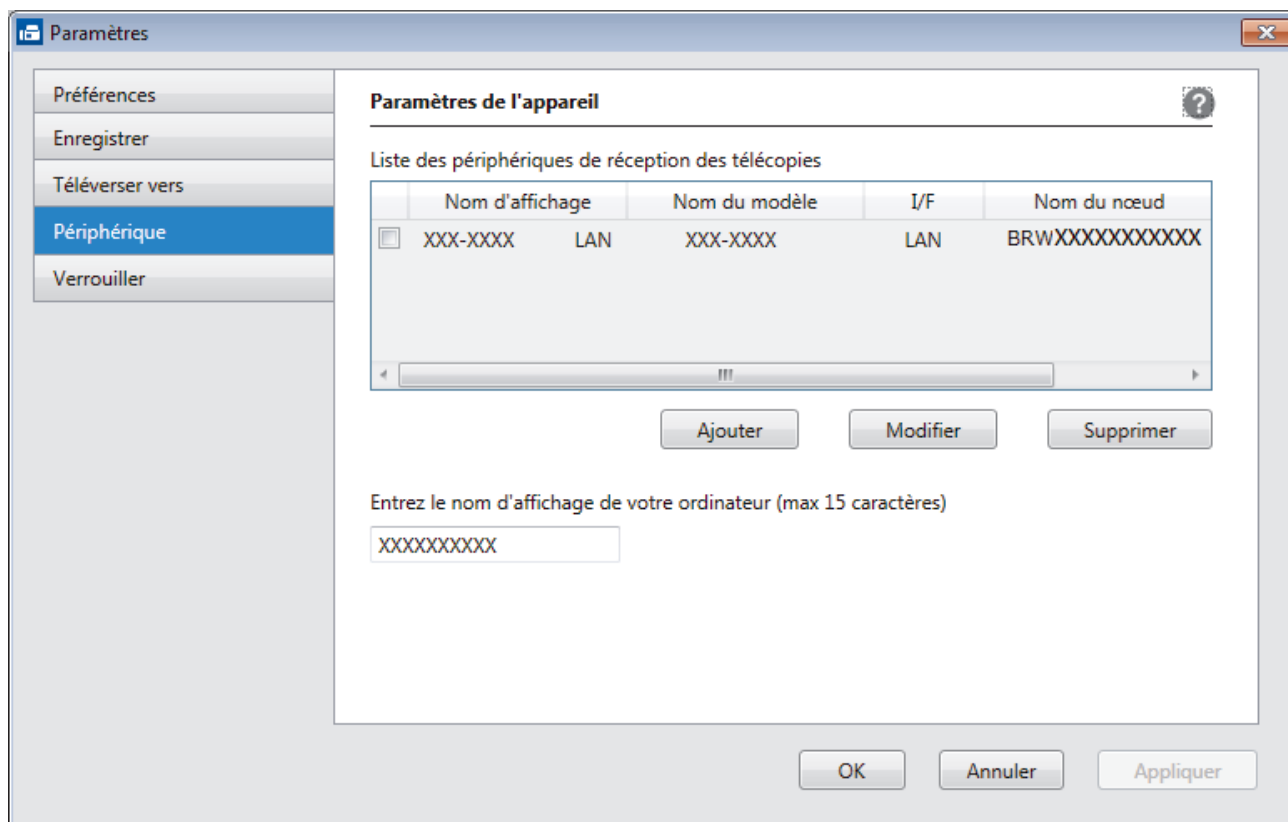 Paramètres
Préférences
Enregistrer
Téléverser vers
Périphérique
Verrouiller
Paramètres de l'appareil
?
Liste des périphériques de réception des télécopies
Nom d'affichage Nom du modèle I/F Nom du nœud
XXX-XXXX LAN XXX-XXXX LAN BRWXXXXXXXXXXX
Ajouter Modifier Supprimer
Entrez le nom d'affichage de votre ordinateur (max 15 caractères)
XXXXXXXXXX
OK Annuler Appliquer